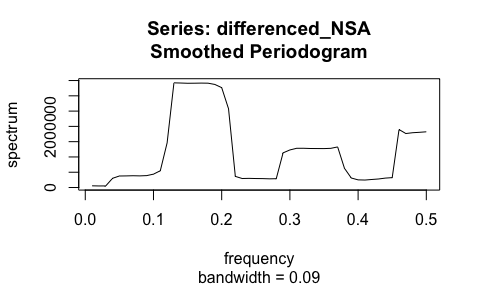 Series: differenced_NSA
Smoothed Periodogram
spectrum
0
2000000
0.0 0.1 0.2 0.3 0.4 0.5
frequency
bandwidth = 0.09